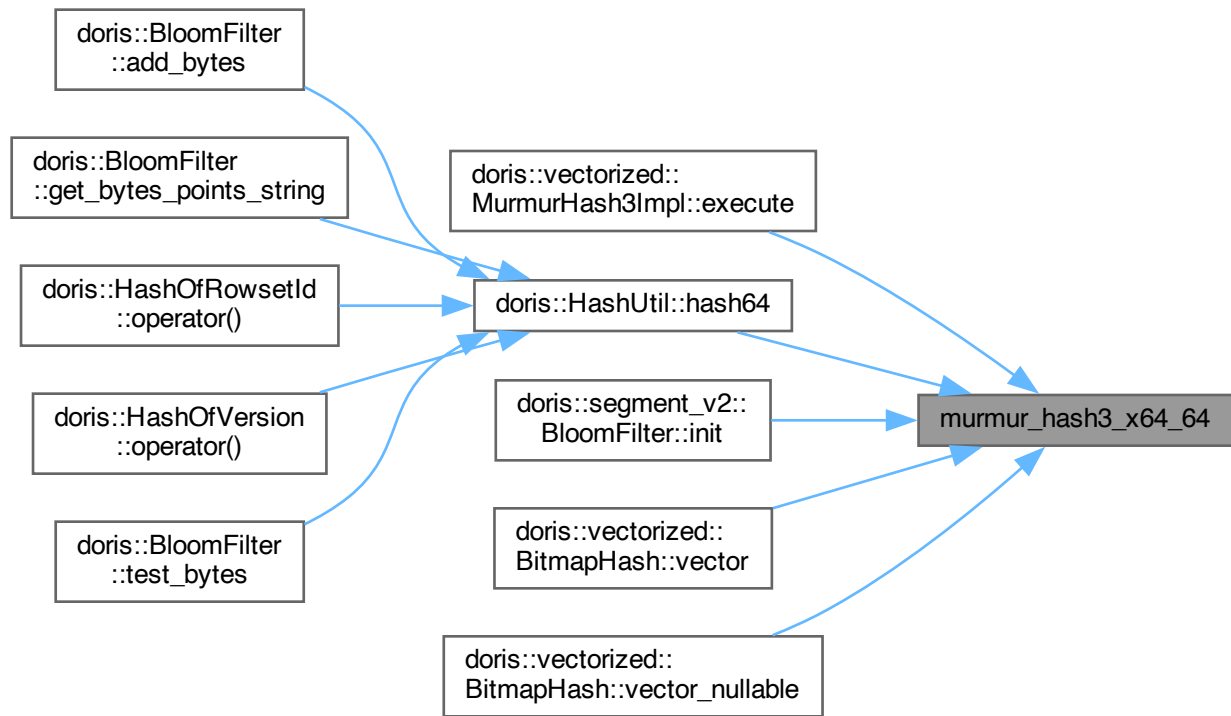 doris::BloomFilter
::add_bytes
doris::BloomFilter
::get_bytes_points_string
doris::HashOfRowsetId
::operator()
doris::HashOfVersion
::operator()
doris::BloomFilter
::test_bytes
doris::vectorized::
MurmurHash3Impl::execute
doris::HashUtil::hash64
doris::segment_v2::
BloomFilter::init
doris::vectorized::
BitmapHash::vector
doris::vectorized::
BitmapHash::vector_nullable
murmur_hash3_x64_64